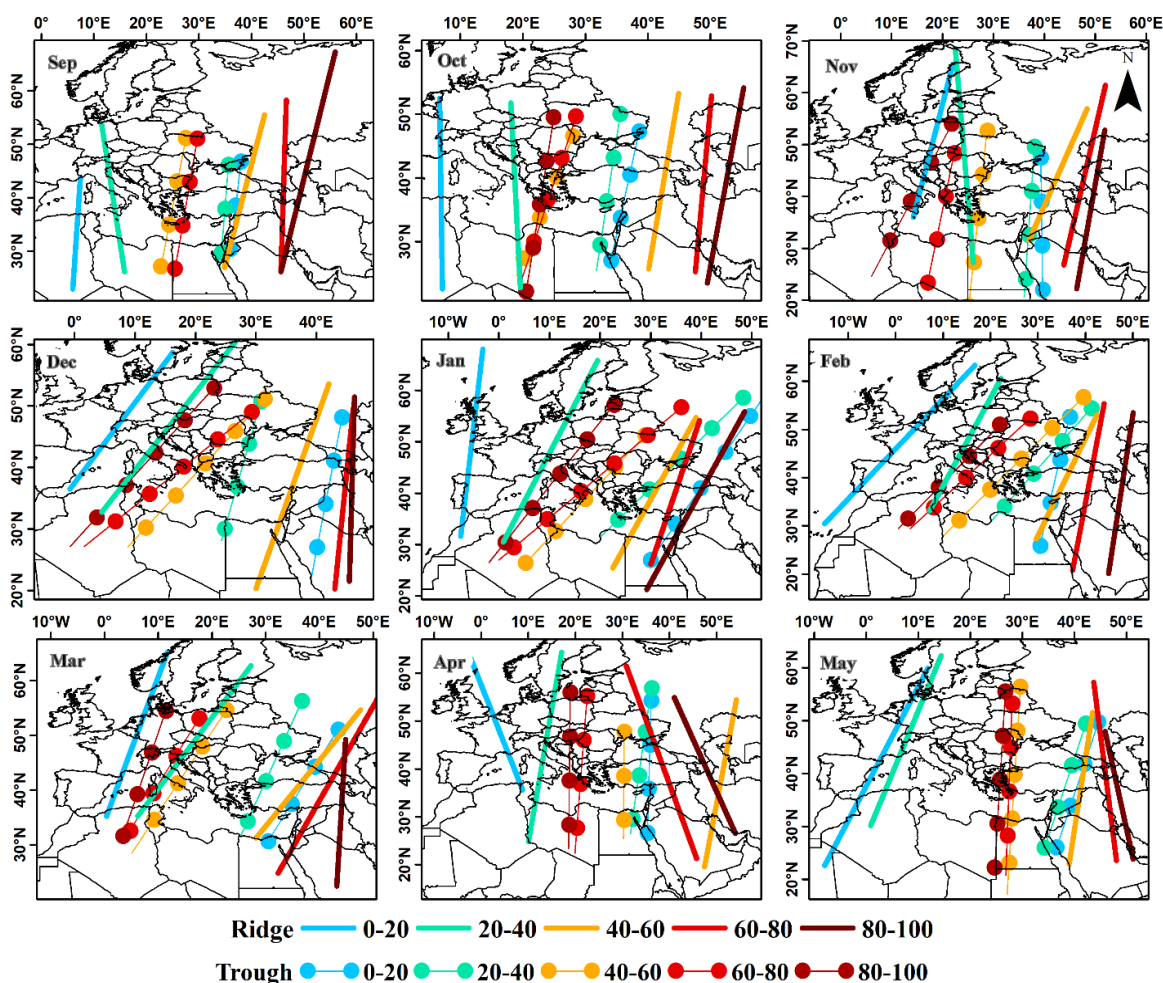 10°E 20°E 30°E 40°E 50°E 60°E
10°E 20°E 30°E 40°E 50°E
0° 10°E 20°E 30°E 40°E 50°E 60°E
Sep
Oct
Nov
N
60°N 50°N 40°N 30°N
60°N 50°N 40°N 30°N
70°N 60°N 50°N 40°N 30°N 20°N
0°E 10°E 20°E 30°E 40°E
10°W 0°E 10°E 20°E 30°E 40°E 50°E
10°W 0°E 10°E 20°E 30°E 40°E 50°E
Dec
Jan
Feb
60°N 50°N 40°N 30°N 20°N
60°N 50°N 40°N 30°N 20°N
60°N 50°N 40°N 30°N 20°N
10°W 0°E 10°E 20°E 30°E 40°E 50°E
10°W 0°E 10°E 20°E 30°E 40°E 50°E
10°W 0°E 10°E 20°E 30°E 40°E 50°E
Mar
Apr
May
60°N 50°N 40°N 30°N
60°N 50°N 40°N 30°N 20°N
60°N 50°N 40°N 30°N 20°N
Ridge 0-20 20-40 40-60 60-80 80-100
Trough 0-20 20-40 40-60 60-80 80-100